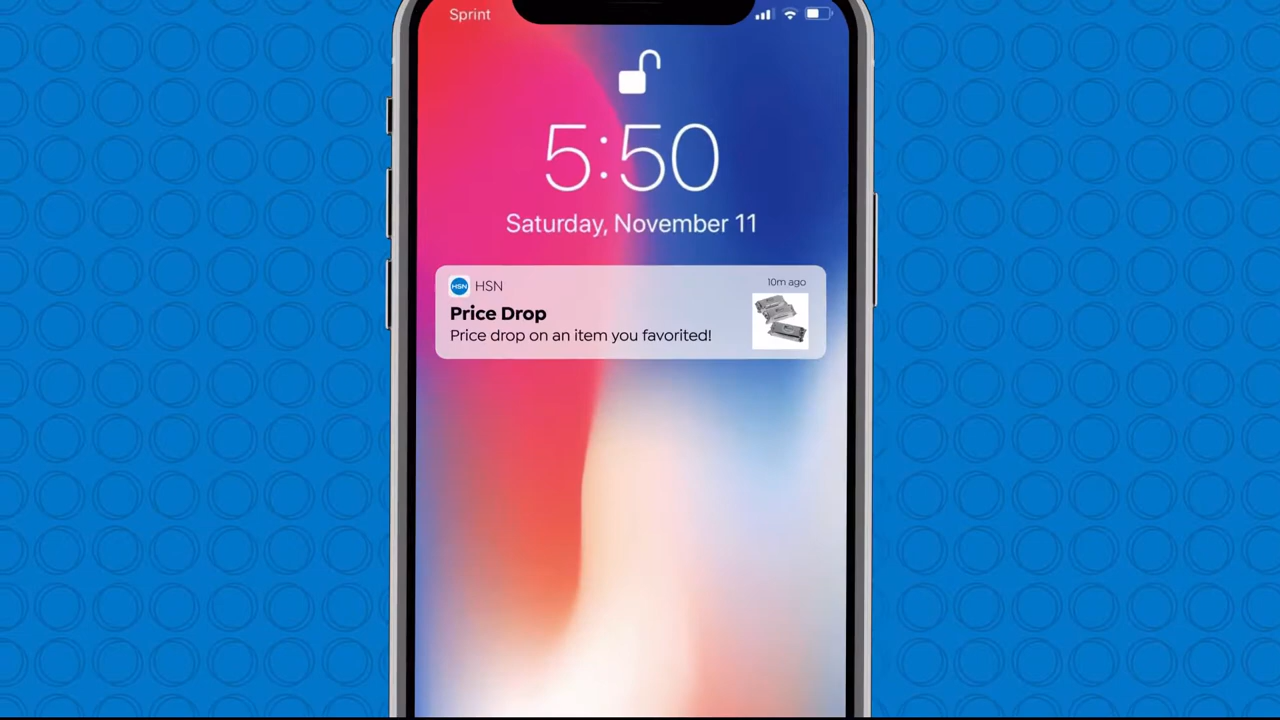 Sprint
5:50
Saturday, November 11
HSN HSN
10m ago
Price Drop
Price drop on an item you favorited!